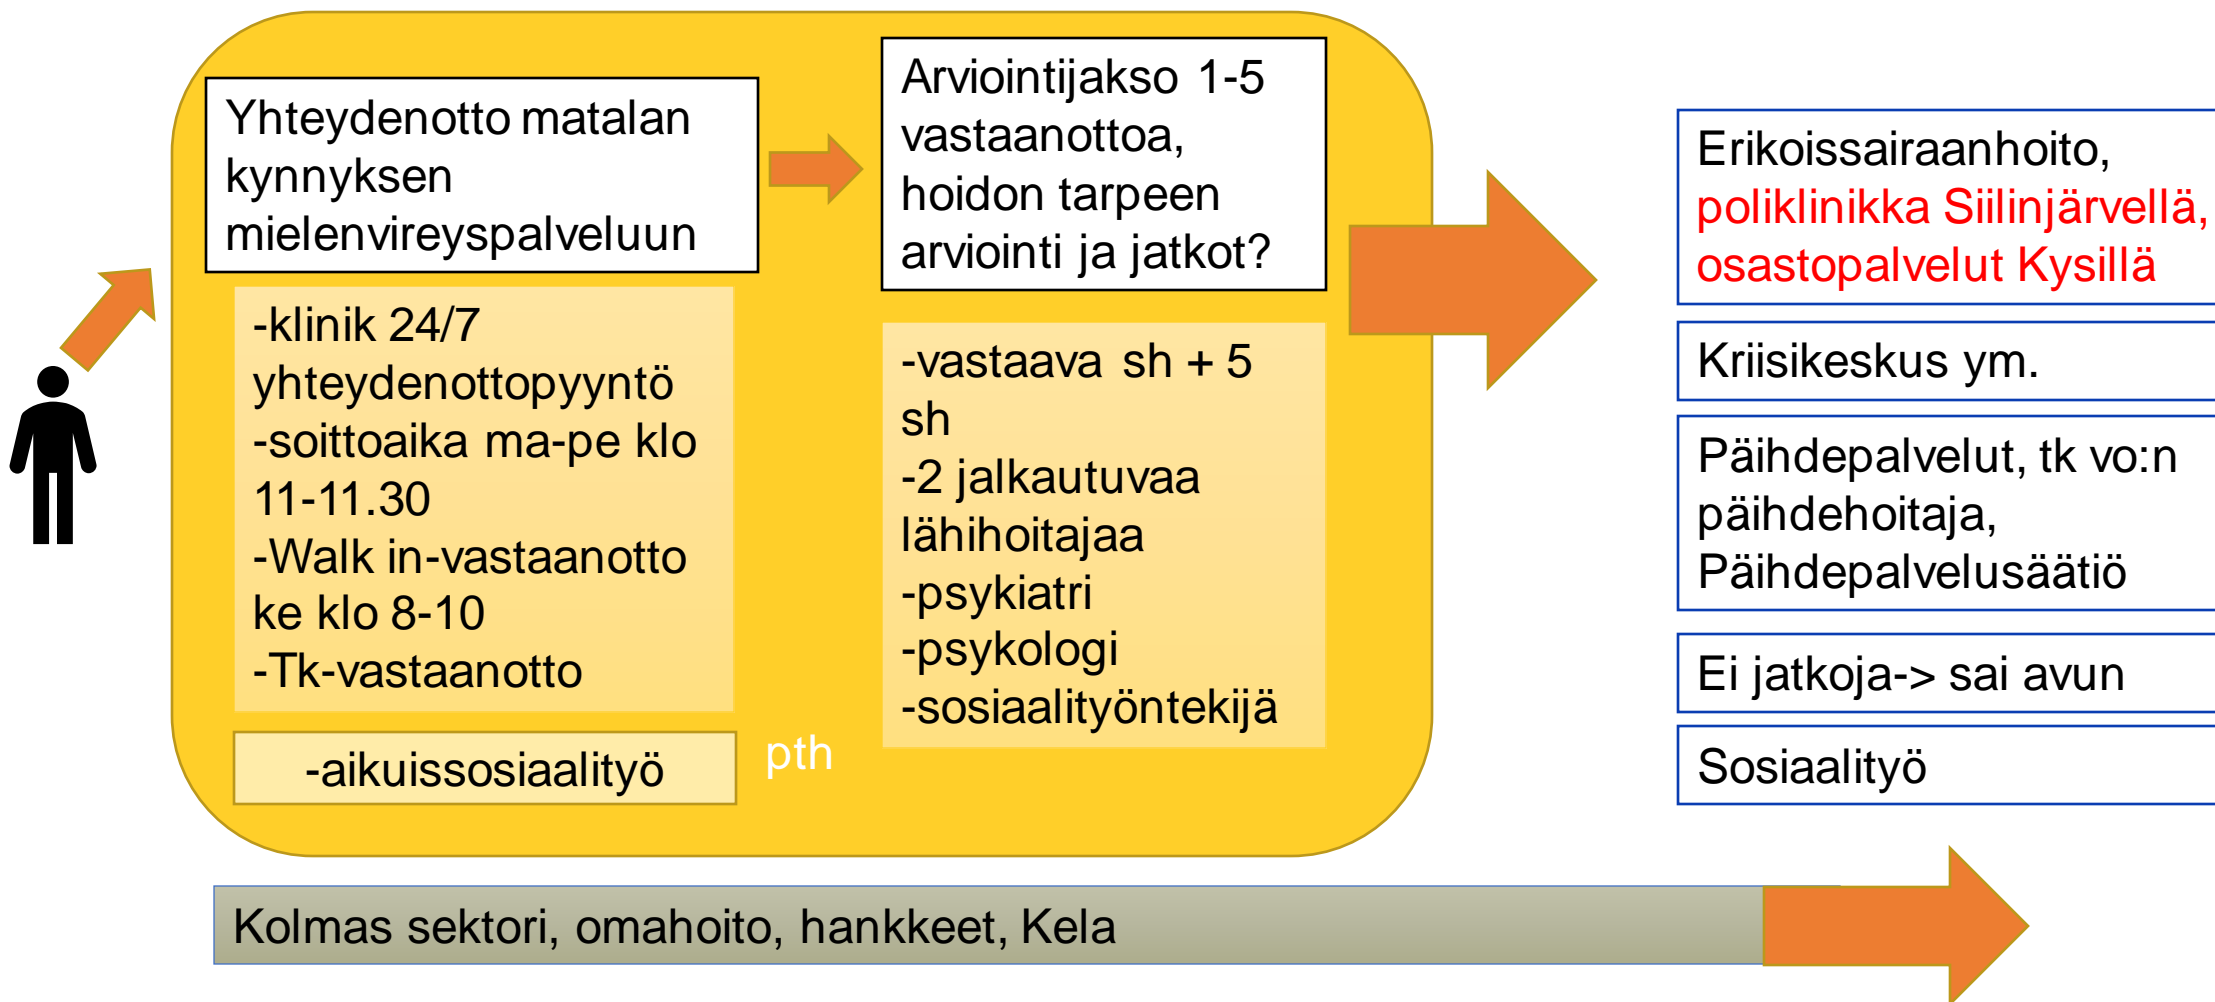 Yhteydenotto matalan
kynnyksen
mielenvireyspalveluun
-klinik 24/7
yhteydenottopyyntö
-soittoaika ma-pe klo
11-11.30
-Walk in-vastaanotto
ke klo 8-10
-Tk-vastaanotto
-aikuissosiaalityö
pth
Arviointijakso 1-5
vastaanottoa,
hoidon tarpeen
arviointi ja jatkot?
-vastaava sh + 5
sh
-2 jalkautuvaa
lähihoitajaa
-psykiatri
-psykologi
-sosiaalityöntekijä
Erikoissairaanhoito,
poliklinikka Siilinjärvellä,
osastopalvelut Kysillä
Kriisikeskus ym.
Päihdepalvelut, tk vo:n
päihdehoitaja,
Päihdepalvelusäätiö
Ei jatkoja-> sai avun
Sosiaalityö
Kolmas sektori, omahoito, hankkeet, Kela